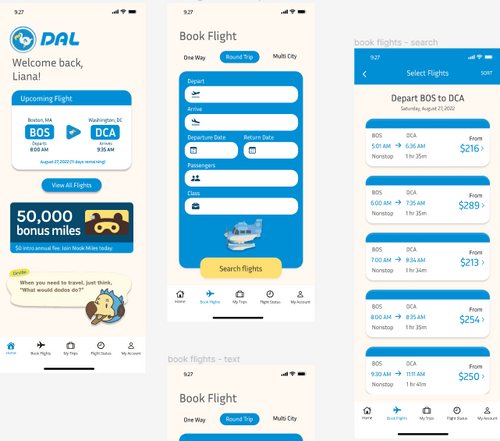 9:27
DAL
Welcome back,
Liana!
Upcoming Flight
Boston, MA
Washington, DC
BOS
DCA
Departs
Arrives
8:00 AM
9:35 AM
August 27, 2022 (11 days remaining)
View All Flights
50,000
bonus miles
$0 intro annual fee. Join Nook Miles today.
Orville
When you need to travel, just think,
"What would dodos do?"
Home
Book Flights
My Trips
Flight Status
My Account
9:27
Book Flight
One Way
Round Trip
Multi City
Depart
Arrive
Departure Date
Return Date
Passengers
Class
Search flights
Home
Book Flights
My Trips
Flight Status
My Account
book flights - text
9:27
Book Flight
One Way
Round Trip
Multi City
book flights - search
9:27
Select Flights
SORT
Depart BOS to DCA
Saturday, August 27, 2022
BOS
DCA
From
5:01 AM
6:36 AM
$216
Nonstop
1 hr 35m
BOS
DCA
From
6:00 AM
7:35 AM
$289
Nonstop
1 hr 35m
BOS
DCA
From
7:00 AM
8:34 AM
$213
Nonstop
1 hr 34m
BOS
DCA
From
8:00 AM
8:35 AM
$254
Nonstop
1 hr 35m
BOS
DCA
From
9:30 AM
11:11 AM
$250
Nonstop
1 hr 41m
Home
Book Flights
My Trips
Flight Status
My Account